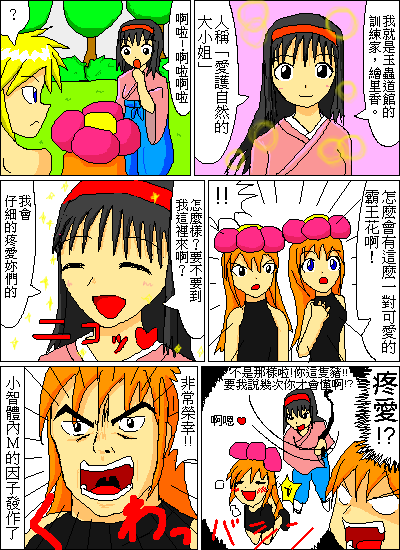 我就是玉蟲道館的
訓練家，繪里香。
人稱「愛護自然的
大小姐」
啊啦！啊啦啊啦
？
怎麼會有這麼一對可愛的
霸王花啊！
!!
怎麼樣？要不要到
我這裡來啊？
我會
仔細的疼愛妳們的
ニコッ
疼愛!?
不是那樣啦!你這隻豬!!
要我說幾次你才會懂啊!?
啊嗯
バシーン
非常榮幸!!
小智體內M的因子發作了
くわっ